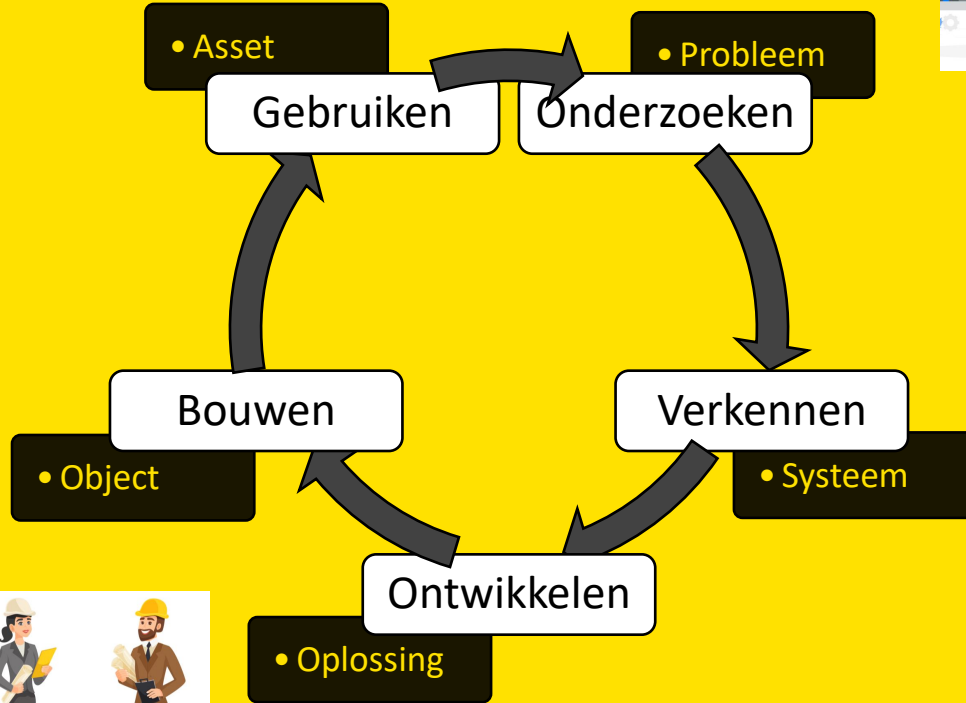 • Asset
Gebruiken
• Probleem
Onderzoeken
Verkennen
• Systeem
Ontwikkelen
• Oplossing
Bouwen
• Object